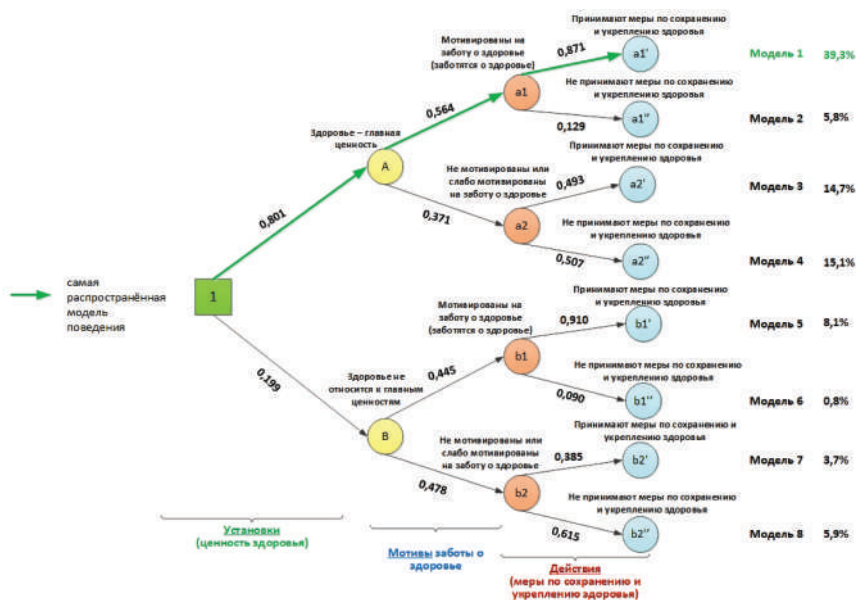 Принимают меры по сохранению
и укреплению здоровья
Мотивированы на
заботу о здоровье
(заботятся о здоровье)
0,871
a1'
Модель 1
39,3%
Не принимают меры по сохранению
и укреплению здоровья
a1
0,564
0,129
a1''
Модель 2
5,8%
Здоровье – главная
ценность
A
Принимают меры по сохранению
и укреплению здоровья
Не мотивированы или
слабо мотивированы
на заботу о здоровье
0,493
a2'
Модель 3
14,7%
0,801
0,371
a2
Не принимают меры по сохранению
и укреплению здоровья
0,507
a2''
Модель 4
15,1%
самая
распространённая
модель
поведения
1
Принимают меры по сохранению
и укреплению здоровья
Мотивированы на
заботу о здоровье
(заботятся о здоровье)
0,910
b1'
Модель 5
8,1%
0,199
Здоровье не
относится к главным
ценностям
0,445
b1
Не принимают меры по сохранению
и укреплению здоровья
0,090
b1''
Модель 6
0,8%
B
Принимают меры по сохранению и
укреплению здоровья
Не мотивированы или
слабо мотивированы
на заботу о здоровье
0,385
b2'
Модель 7
3,7%
0,478
b2
Не принимают меры по сохранению
и укреплению здоровья
0,615
b2''
Модель 8
5,9%
Установки
(ценность здоровья)
Мотивы заботы о
здоровье
Действия
(меры по сохранению и
укреплению здоровья)